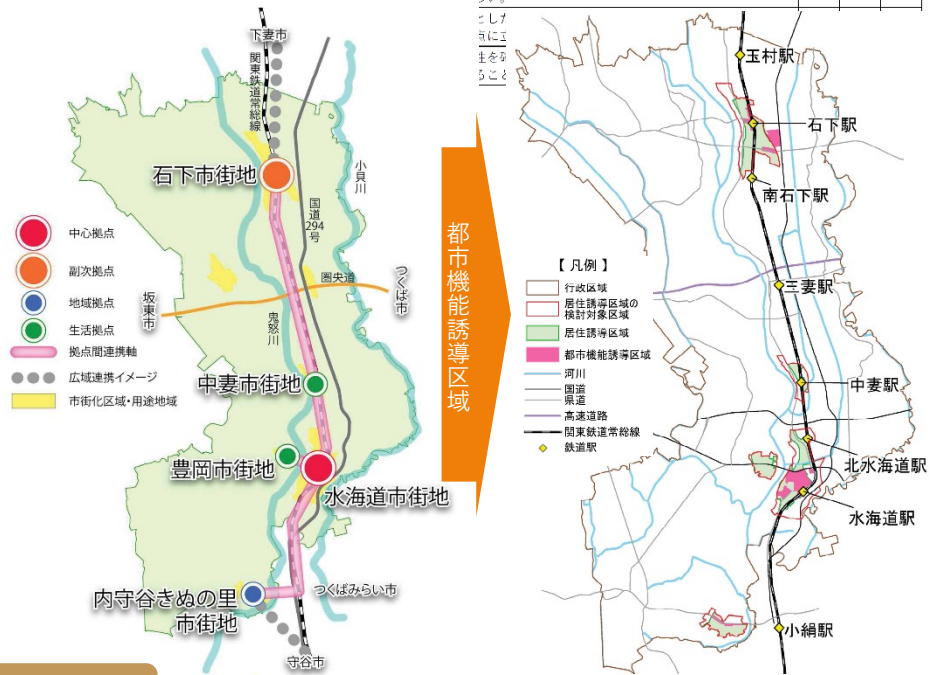 下妻市
関東鉄道常総線
小貝川
石下市街地
国道
294
号
中心拠点
副次拠点
地域拠点
生活拠点
拠点間連携軸
広域連携イメージ
市街化区域・用途地域
圏央道
つくば市
坂東市
鬼怒川
中妻市街地
豊岡市街地
水海道市街地
内守谷きぬの里
市街地
つくばみらい市
守谷市
都市機能誘導区域
とした
点に立
ること
玉村駅
石下駅
南石下駅
三妻駅
中妻駅
北水海道駅
水海道駅
小絹駅
【 凡例 】
行政区域
居住誘導区域の
検討対象区域
居住誘導区域
都市機能誘導区域
河川
国道
県道
高速道路
関東鉄道常総線
鉄道駅